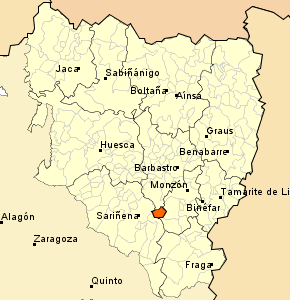 Jaca
Sabiñánigo
Boltaña
Aínsa
Graus
Huesca
Benabarre
Barbastro
Monzón
Tamarite de Li
Binéfar
Sariñena
Alagón
Zaragoza
Fraga
Quinto